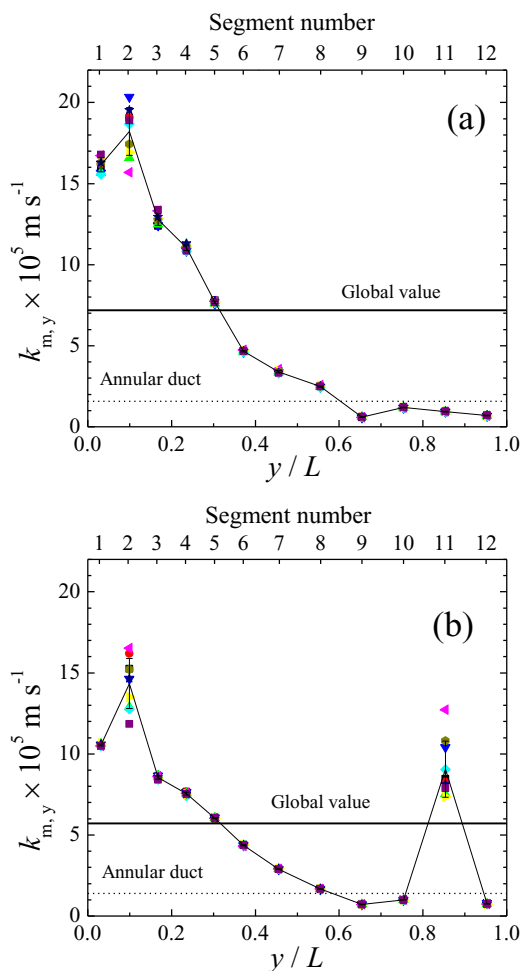 Segment number
1 2 3 4 5 6 7 8 9 10 11 12
(a)
20
15
10
5
0
k_{m, y} × 10^5 m s^{-1}
Global value
Annular duct
0.0 0.2 0.4 0.6 0.8 1.0
y / L
Segment number
1 2 3 4 5 6 7 8 9 10 11 12
(b)
20
15
10
5
0
k_{m, y} × 10^5 m s^{-1}
Global value
Annular duct
0.0 0.2 0.4 0.6 0.8 1.0
y / L